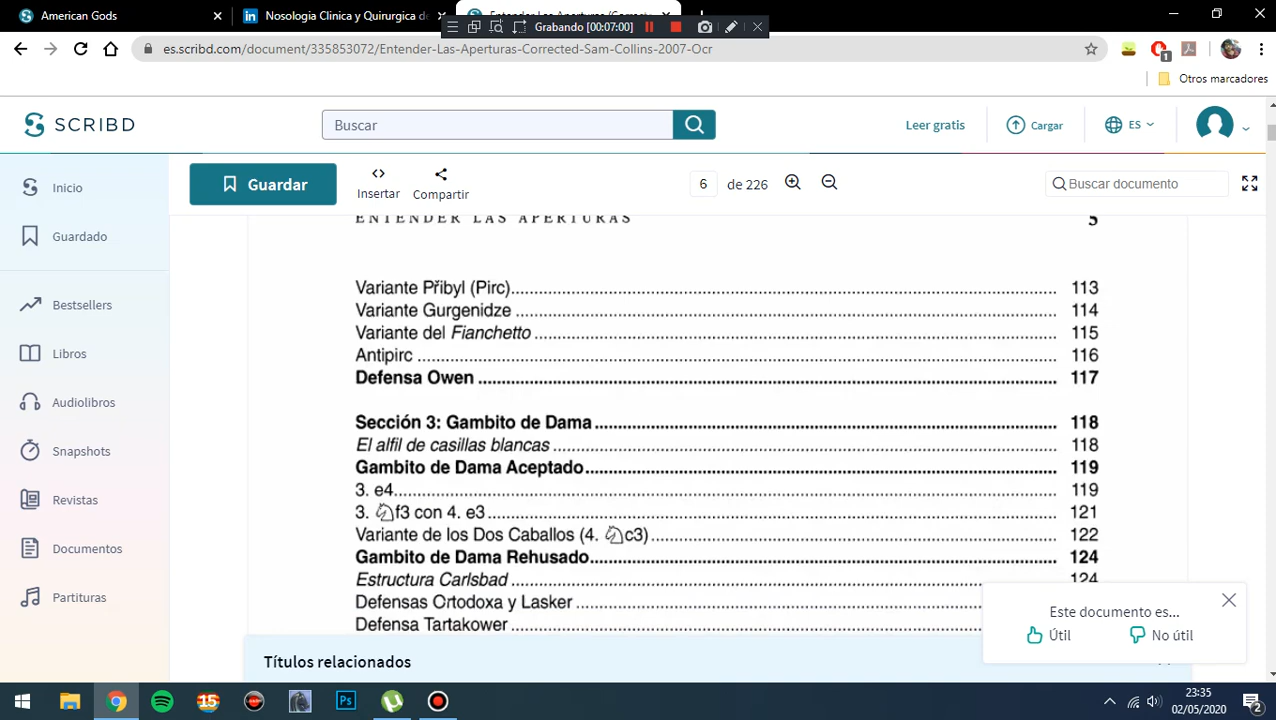 American Gods
Nosologia Clinica y Quirurgica de
Grabando [00:07:00]
es.scribd.com/document/335853072/Entender-Las-Aperturas-Corrected-Sam-Collins-2007-Ocr
1
Otros marcadores
SCRIBD
Buscar
Leer gratis
Cargar
ES
Guardar
Insertar
Compartir
6 de 226
Buscar documento
Inicio
Guardado
Bestsellers
Libros
Audiolibros
Snapshots
Revistas
Documentos
Partituras
ENTENDER LAS APERTURAS 5
Variante Přibyl (Pirc) 113
Variante Gurgenidze 114
Variante del Fianchetto 115
Antipirc 116
Defensa Owen 117
Sección 3: Gambito de Dama 118
El alfil de casillas blancas 118
Gambito de Dama Aceptado 119
3. e4 119
3. ♘f3 con 4. e3 121
Variante de los Dos Caballos (4. ♘c3) 122
Gambito de Dama Rehusado 124
Estructura Carlsbad 124
Defensas Ortodoxa y Lasker
Defensa Tartakower
Este documento es...
Útil
No útil
Títulos relacionados
15
Ps
23:35
02/05/2020
2